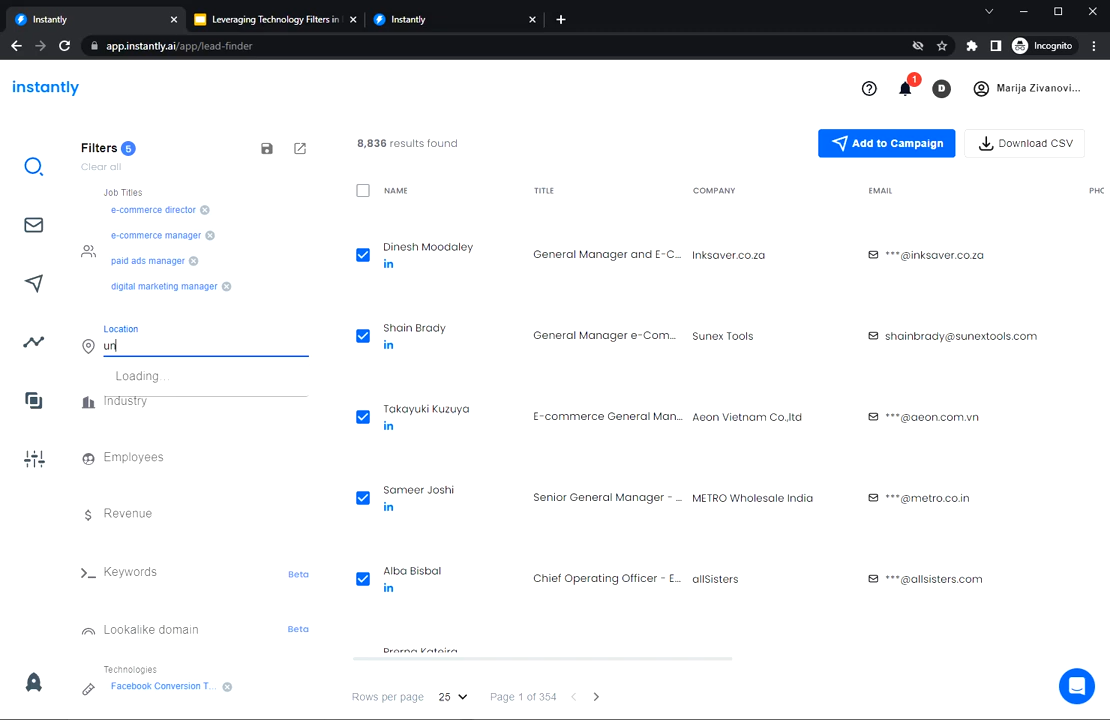 Instantly
Leveraging Technology Filters in
Instantly
app.instantly.ai/app/lead-finder
Incognito
instantly
1
D
Marija Zivanovi...
Filters 5
Clear all
8,836 results found
Add to Campaign
Download CSV
Job Titles
e-commerce director
e-commerce manager
paid ads manager
digital marketing manager
Location
un
Loading...
Industry
Employees
Revenue
Keywords Beta
Lookalike domain Beta
Technologies
Facebook Conversion T...
NAME TITLE COMPANY EMAIL PHO
Dinesh Moodaley General Manager and E-C... Inksaver.co.za ***@inksaver.co.za
in
Shain Brady General Manager e-Com... Sunex Tools shainbrady@sunextools.com
in
Takayuki Kuzuya E-commerce General Man... Aeon Vietnam Co.,ltd ***@aeon.com.vn
in
Sameer Joshi Senior General Manager - ... METRO Wholesale India ***@metro.co.in
in
Alba Bisbal Chief Operating Officer - E... allSisters ***@allsisters.com
in
Prerna Kateira
Rows per page 25 Page 1 of 354